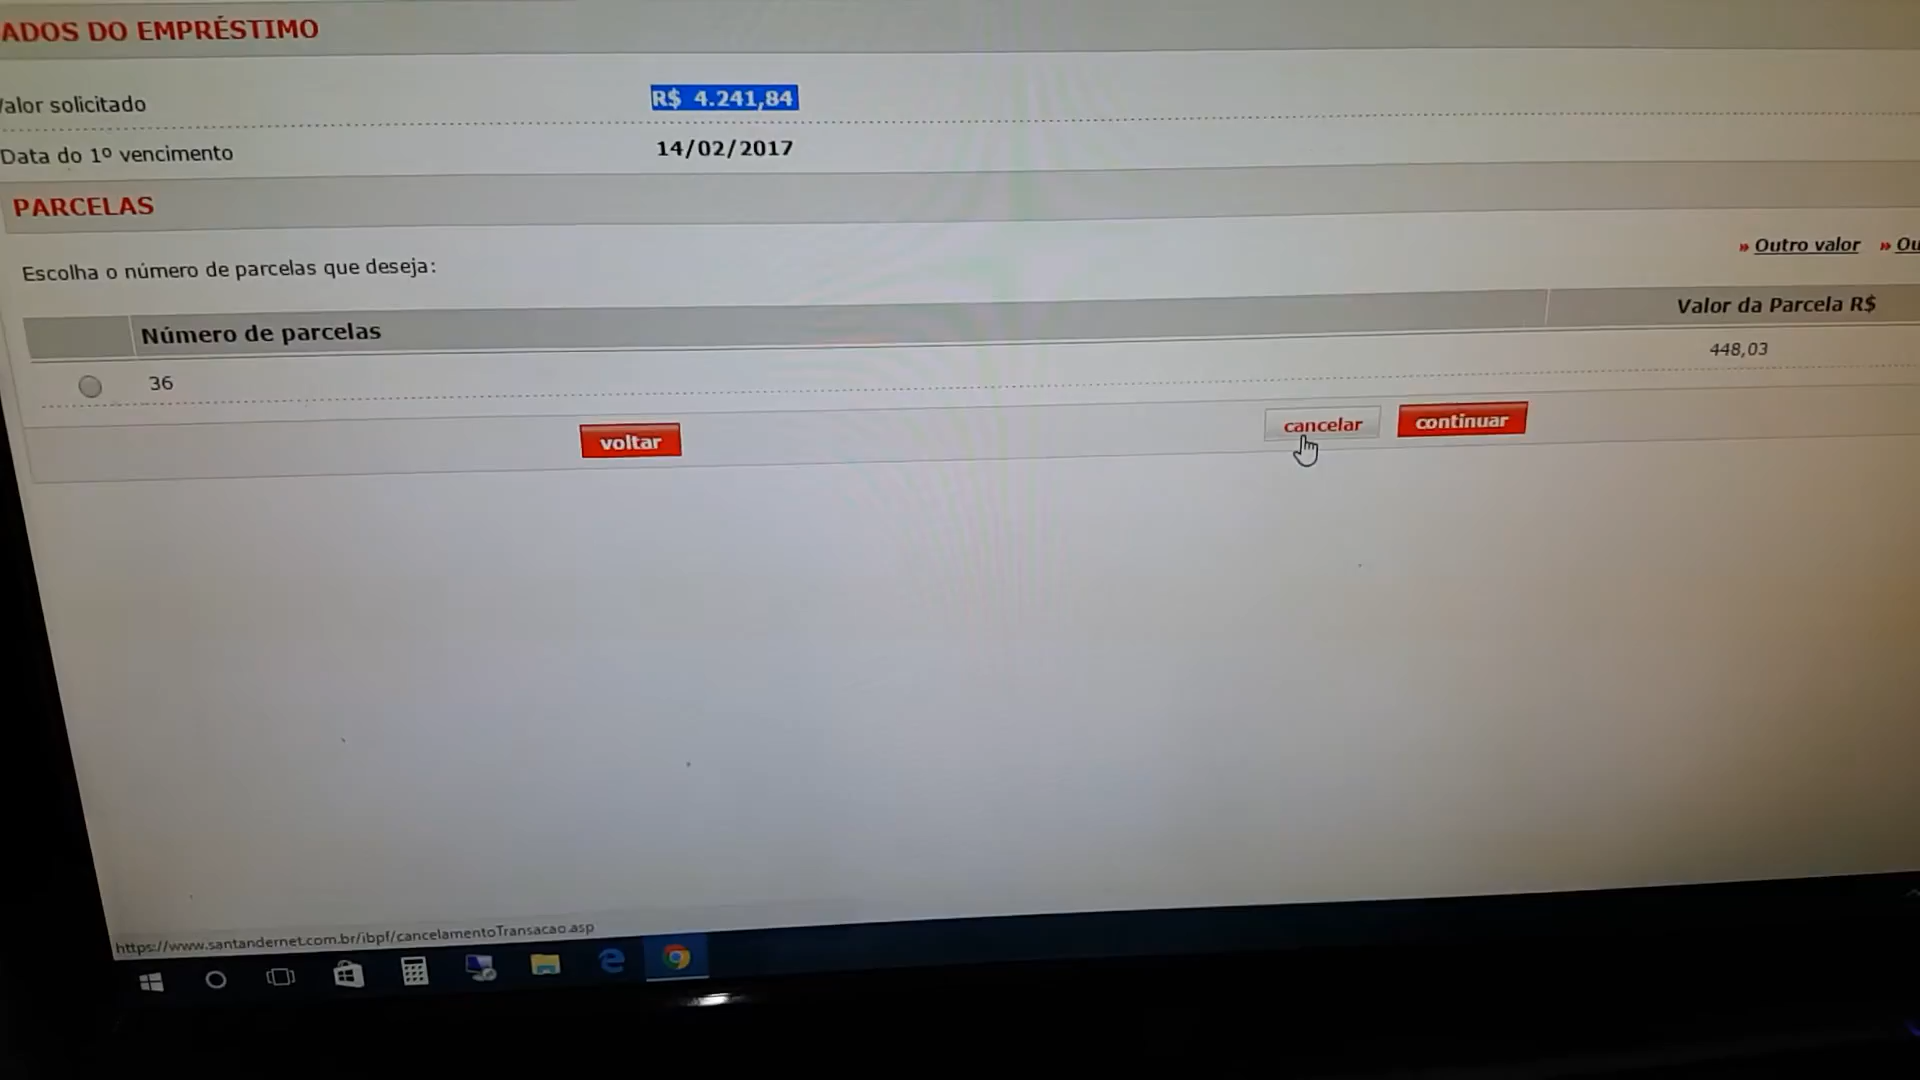 ADOS DO EMPRÉSTIMO
Valor solicitado R$ 4.241,84
Data do 1º vencimento 14/02/2017
PARCELAS
» Outro valor » Ou
Escolha o número de parcelas que deseja:
Número de parcelas Valor da Parcela R$
36 448,03
voltar cancelar continuar
https://www.santandernet.com.br/ibpf/cancelamentoTransacao.asp